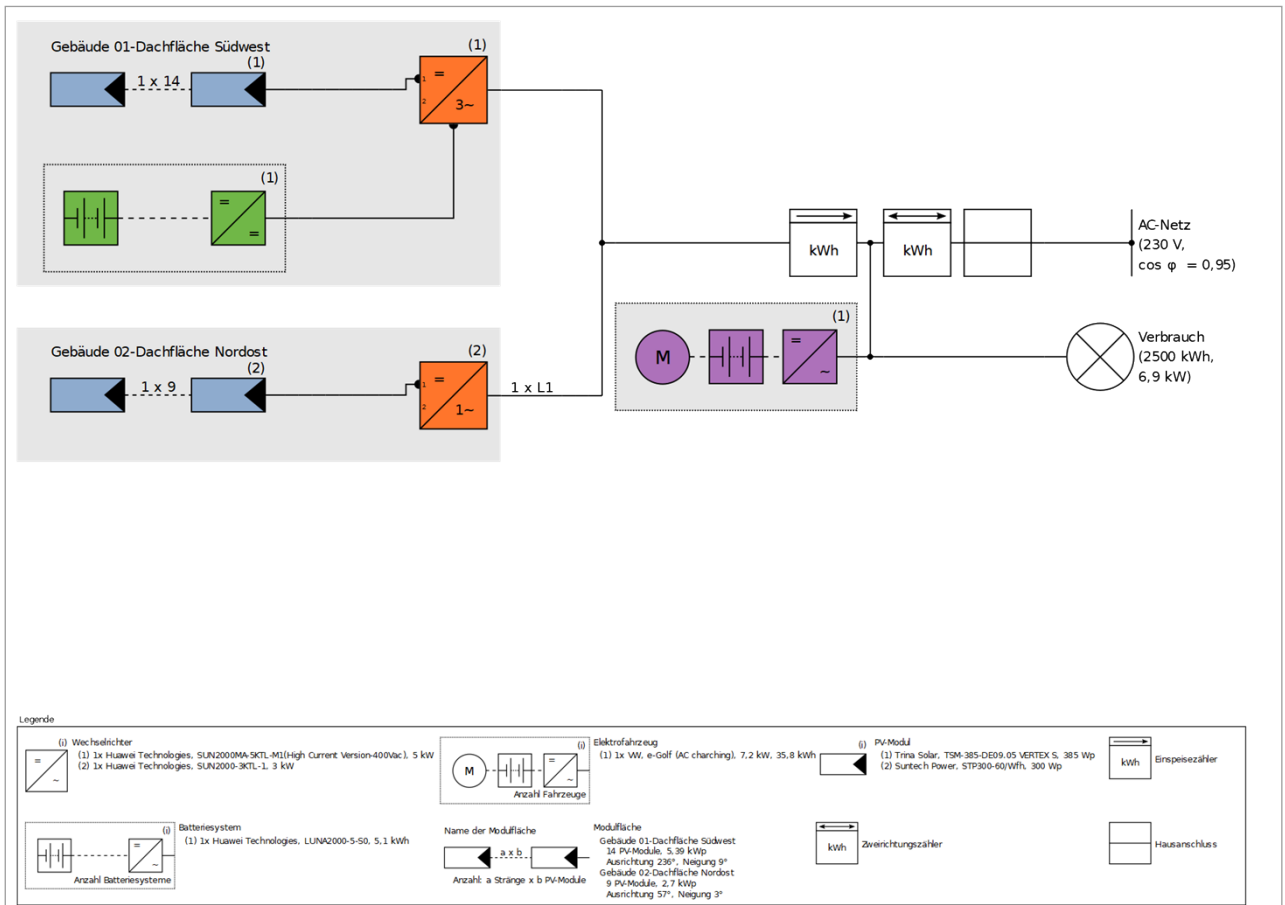 Gebäude 01-Dachfläche Südwest
(1)
(1)
1 x 14
1
=
2
3~
(1)
=
=
kWh
kWh
AC-Netz
(230 V,
cos φ = 0,95)
Gebäude 02-Dachfläche Nordost
(2)
(2)
1 x 9
1
=
2
1~
1 x L1
(1)
M
=
~
Verbrauch
(2500 kWh,
6,9 kW)
Legende
(i) Wechselrichter
(1) 1x Huawei Technologies, SUN2000MA-5KTL-M1(High Current Version-400Vac), 5 kW
(2) 1x Huawei Technologies, SUN2000-3KTL-1, 3 kW
=
~
(i) Elektrofahrzeug
(1) 1x VW, e-Golf (AC charching), 7,2 kW, 35,8 kWh
M
=
~
Anzahl Fahrzeuge
(i) PV-Modul
(1) Trina Solar, TSM-385-DE09.05 VERTEX S, 385 Wp
(2) Suntech Power, STP300-60/Wfh, 300 Wp
kWh
Einspeisezähler
(i) Batteriesystem
(1) 1x Huawei Technologies, LUNA2000-5-S0, 5,1 kWh
=
~
Anzahl Batteriesysteme
Name der Modulfläche
a x b
Anzahl: a Stränge x b PV-Module
Modulfläche
Gebäude 01-Dachfläche Südwest
14 PV-Module, 5,39 kWp
Ausrichtung 236°, Neigung 9°
Gebäude 02-Dachfläche Nordost
9 PV-Module, 2,7 kWp
Ausrichtung 57°, Neigung 3°
kWh
Zweirichtungszähler
Hausanschluss